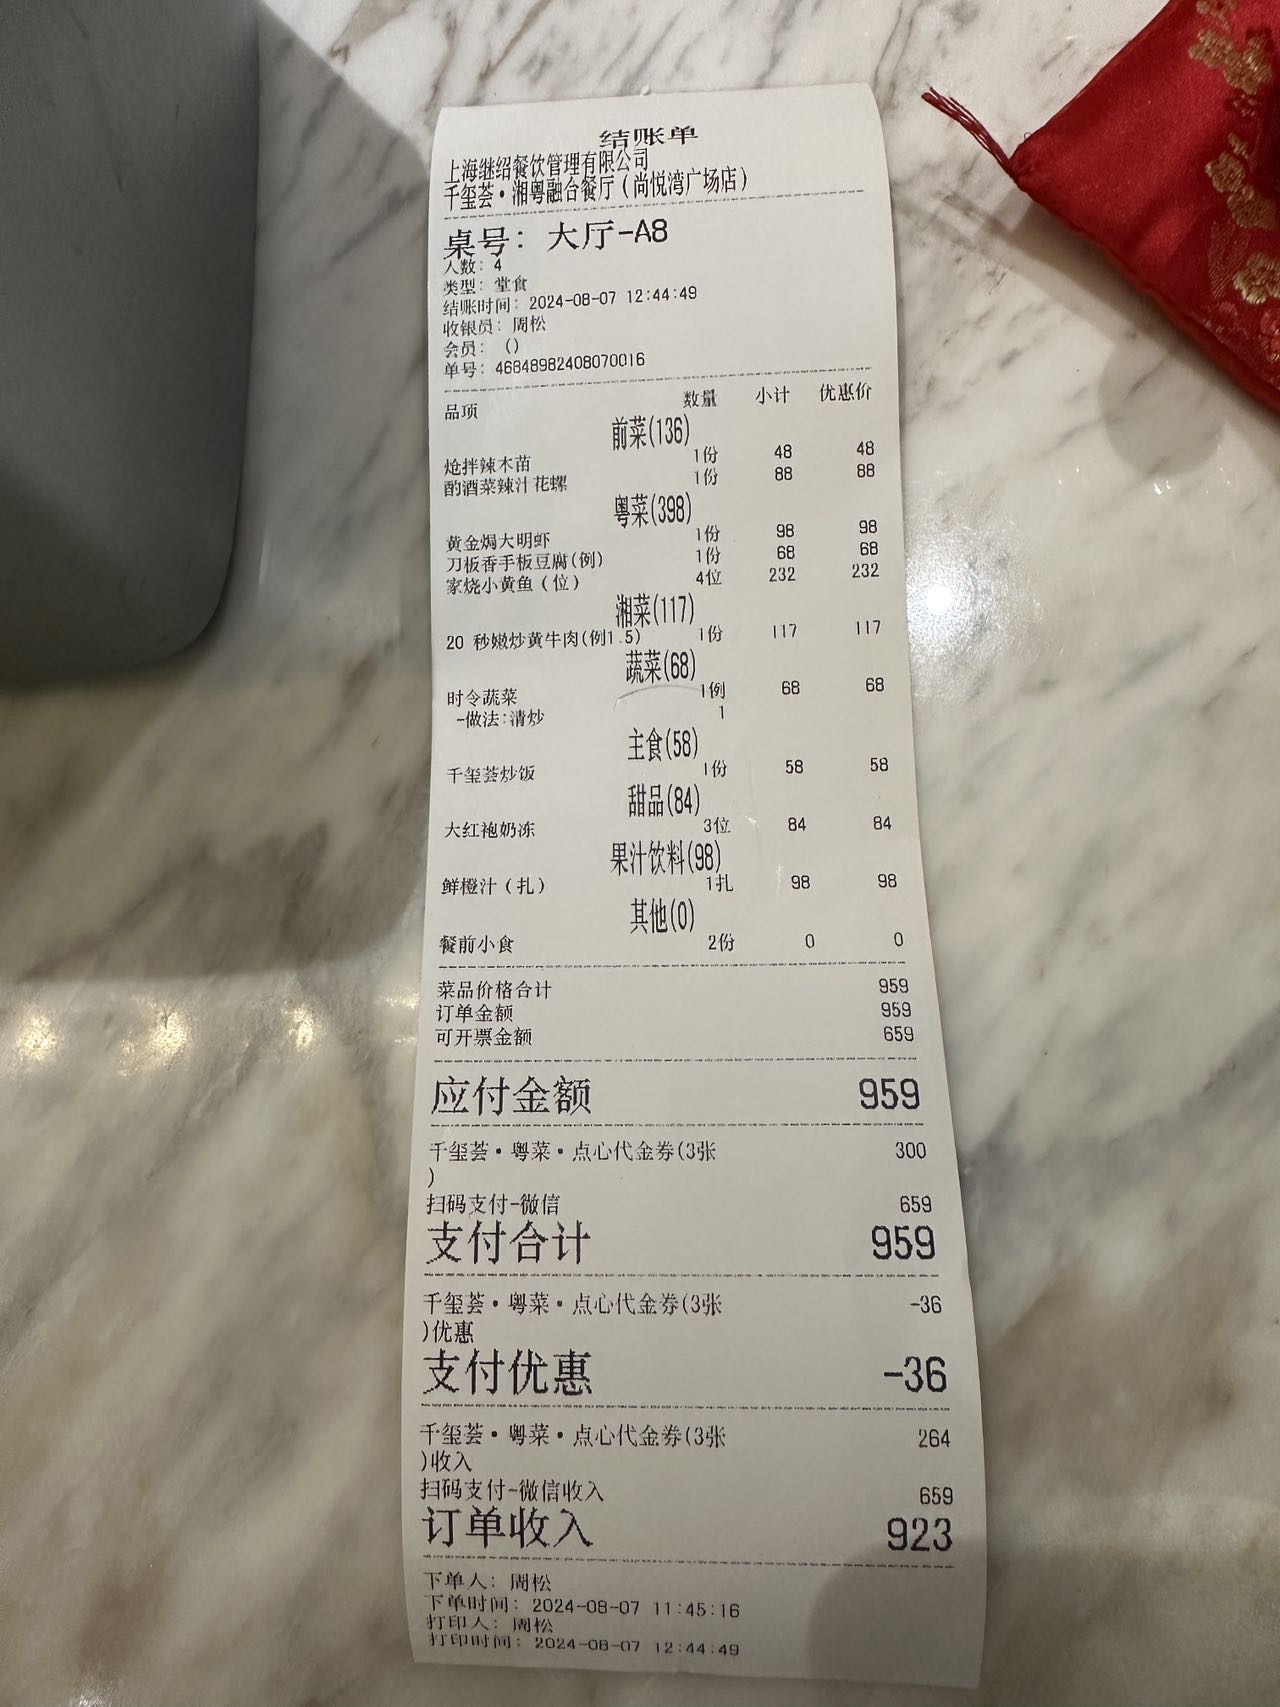 结账单
上海继绍餐饮管理有限公司
千玺荟·湘粤融合餐厅(尚悦湾广场店)
桌号: 大厅-A8
人数: 4
类型: 堂食
结账时间: 2024-08-07 12:44:49
收银员: 周松
会员: ()
单号: 46848982408070016
品项 数量 小计 优惠价
前菜(136)
炝拌辣木苗 1份 48 48
酌酒菜辣汁花螺 1份 88 88
粤菜(398)
黄金焗大明虾 1份 98 98
刀板香手板豆腐(例) 1份 68 68
家烧小黄鱼(位) 4位 232 232
湘菜(117)
20 秒嫩炒黄牛肉(例1.5) 1份 117 117
蔬菜(68)
时令蔬菜 1例 68 68
-做法:清炒 1
主食(58)
千玺荟炒饭 1份 58 58
甜品(84)
大红袍奶冻 3位 84 84
果汁饮料(98)
鲜橙汁(扎) 1扎 98 98
其他(0)
餐前小食 2份 0 0
菜品价格合计 959
订单金额 959
可开票金额 659
应付金额 959
千玺荟·粤菜·点心代金券(3张 300
)
扫码支付-微信 659
支付合计 959
千玺荟·粤菜·点心代金券(3张 -36
)优惠
支付优惠 -36
千玺荟·粤菜·点心代金券(3张 264
)收入
扫码支付-微信收入 659
订单收入 923
下单人: 周松
下单时间: 2024-08-07 11:45:16
打印人: 周松
打印时间: 2024-08-07 12:44:49